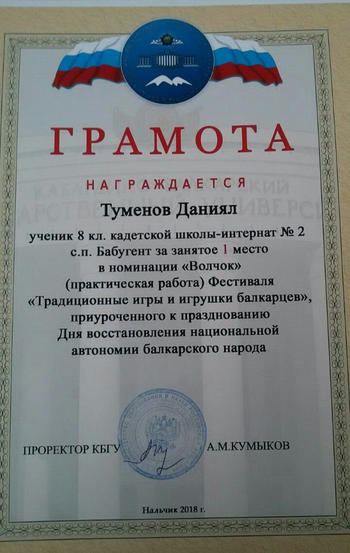 ГРАМОТА
НАГРАЖДАЕТСЯ
Туменов Даниял
ученик 8 кл. кадетской школы-интернат № 2
с.п. Бабугент за занятое 1 место
в номинации «Волчок»
(практическая работа) Фестиваля
«Традиционные игры и игрушки балкарцев»,
приуроченного к празднованию
Дня восстановления национальной
автономии балкарского народа
ПРОРЕКТОР КБГУ А.М.КУМЫКОВ
Нальчик 2018 г.